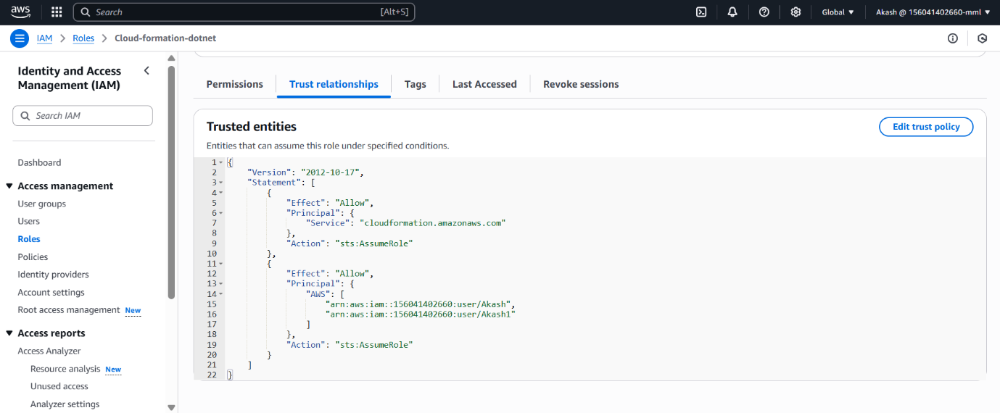 aws
Search
[Alt+S]
Global
Akash @ 156041402660-mml
IAM
Roles
Cloud-formation-dotnet
Identity and Access
Management (IAM)
Search IAM
Dashboard
Access management
User groups
Users
Roles
Policies
Identity providers
Account settings
Root access management New
Access reports
Access Analyzer
Resource analysis New
Unused access
Analyzer settings
Permissions
Trust relationships
Tags
Last Accessed
Revoke sessions
Trusted entities
Edit trust policy
Entities that can assume this role under specified conditions.
1 {
2     "Version": "2012-10-17",
3     "Statement": [
4         {
5             "Effect": "Allow",
6             "Principal": {
7                 "Service": "cloudformation.amazonaws.com"
8             },
9             "Action": "sts:AssumeRole"
10         },
11         {
12             "Effect": "Allow",
13             "Principal": {
14                 "AWS": [
15                     "arn:aws:iam::156041402660:user/Akash",
16                     "arn:aws:iam::156041402660:user/Akash1"
17                 ]
18             },
19             "Action": "sts:AssumeRole"
20         }
21     ]
22 }